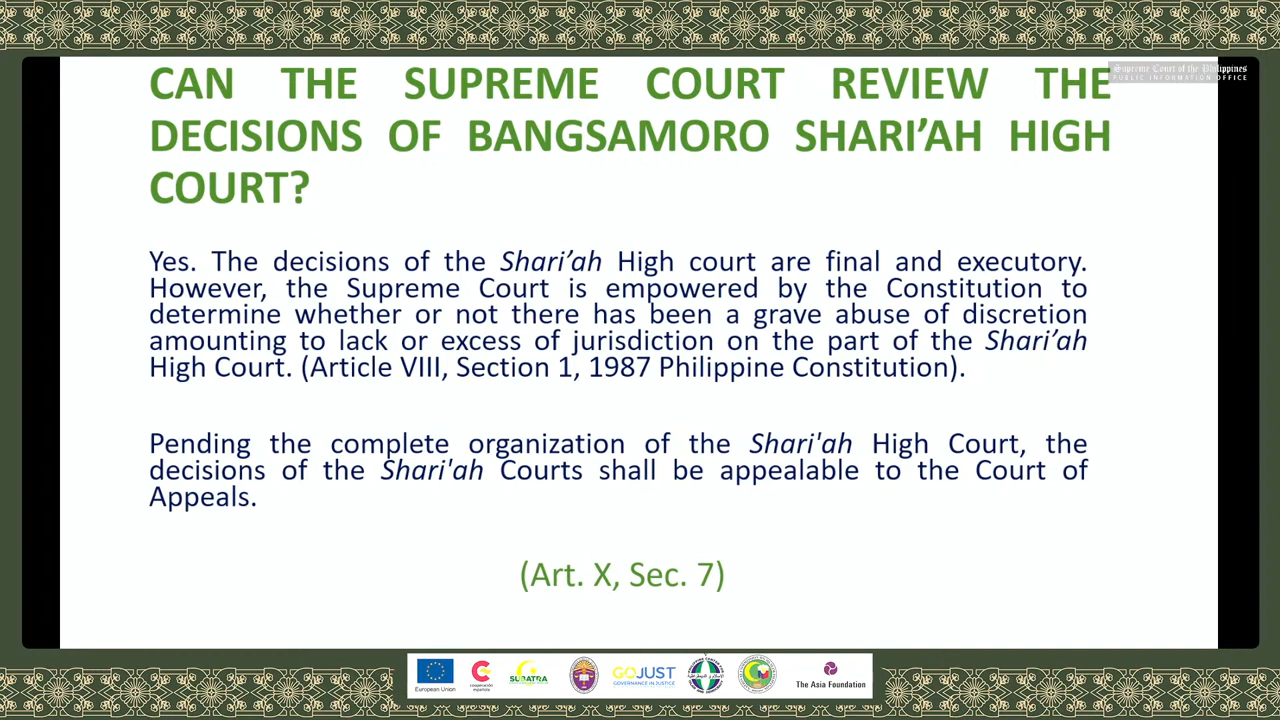 Supreme Court of the Philippines
PUBLIC INFORMATION OFFICE
CAN THE SUPREME COURT REVIEW THE
DECISIONS OF BANGSAMORO SHARI’AH HIGH
COURT?
Yes. The decisions of the Shari’ah High court are final and executory.
However, the Supreme Court is empowered by the Constitution to
determine whether or not there has been a grave abuse of discretion
amounting to lack or excess of jurisdiction on the part of the Shari’ah
High Court. (Article VIII, Section 1, 1987 Philippine Constitution).
Pending the complete organization of the Shari'ah High Court, the
decisions of the Shari'ah Courts shall be appealable to the Court of
Appeals.
(Art. X, Sec. 7)
European Union
cooperación
española
SUBATRA
GOJUST
GOVERNANCE IN JUSTICE
The Asia Foundation